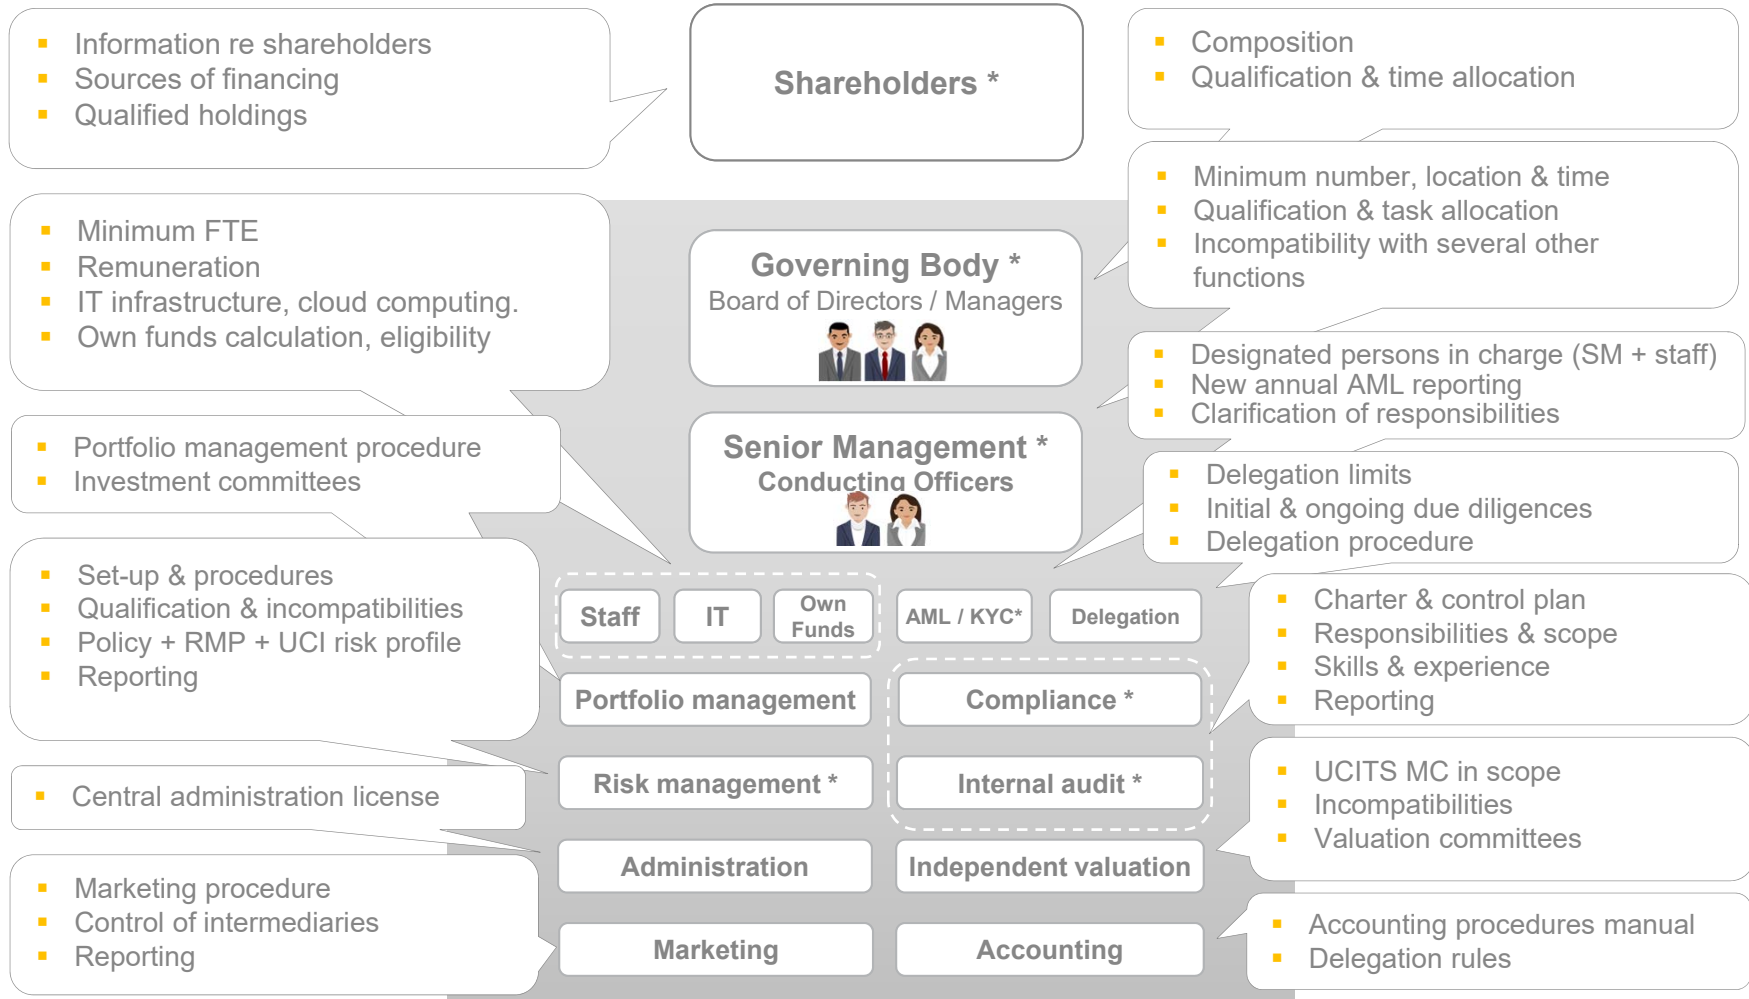 Information re shareholders
Sources of financing
Qualified holdings
Shareholders *
Composition
Qualification & time allocation
Minimum FTE
Remuneration
IT infrastructure, cloud computing.
Own funds calculation, eligibility
Governing Body *
Board of Directors / Managers
Minimum number, location & time
Qualification & task allocation
Incompatibility with several other
functions
Senior Management *
Conducting Officers
Designated persons in charge (SM + staff)
New annual AML reporting
Clarification of responsibilities
Portfolio management procedure
Investment committees
Delegation limits
Initial & ongoing due diligences
Delegation procedure
Set-up & procedures
Qualification & incompatibilities
Policy + RMP + UCI risk profile
Reporting
Staff
IT
Own
Funds
AML / KYC*
Delegation
Charter & control plan
Responsibilities & scope
Skills & experience
Reporting
Portfolio management
Compliance *
Risk management *
Internal audit *
Central administration license
UCITS MC in scope
Incompatibilities
Valuation committees
Administration
Independent valuation
Marketing procedure
Control of intermediaries
Reporting
Marketing
Accounting
Accounting procedures manual
Delegation rules